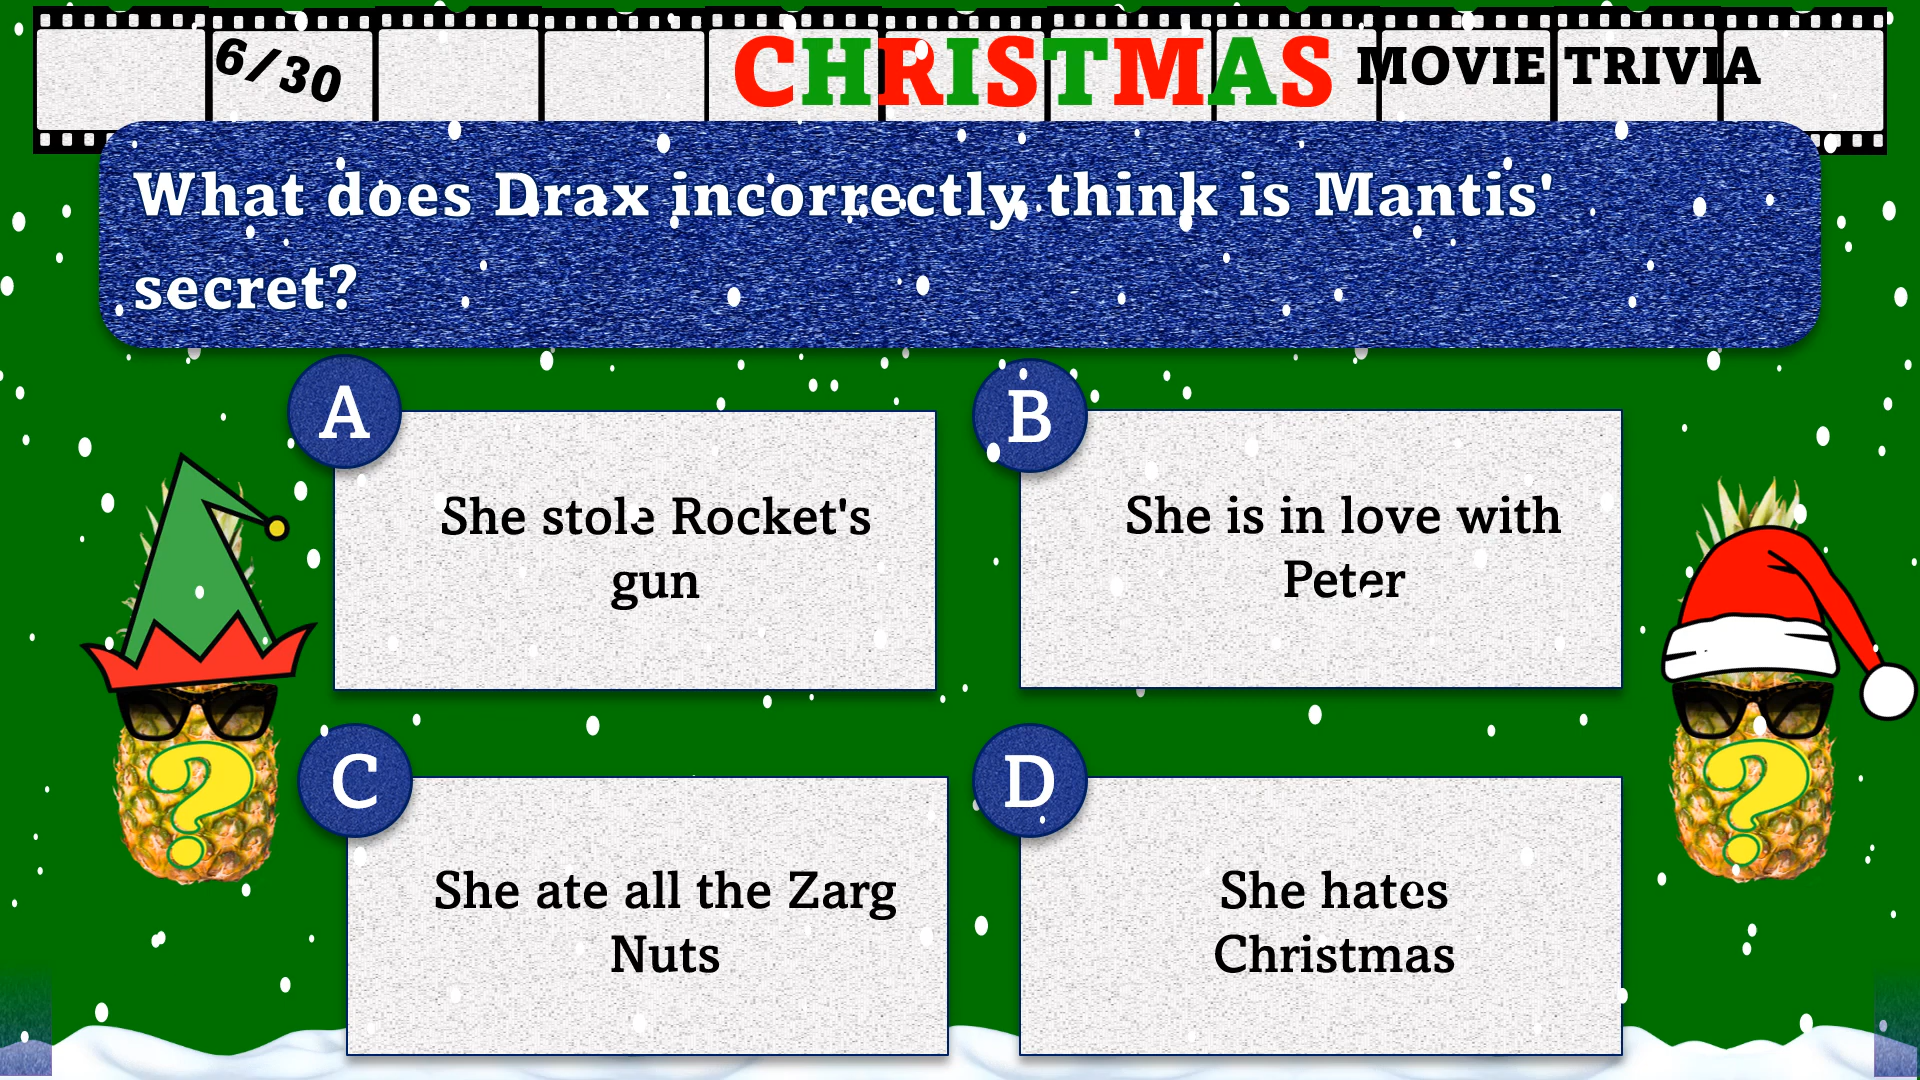 6/30
CHRISTMAS MOVIE TRIVIA
What does Drax incorrectly think is Mantis'
secret?
A
She stole Rocket's
gun
B
She is in love with
Peter
C
She ate all the Zarg
Nuts
D
She hates
Christmas
?
?